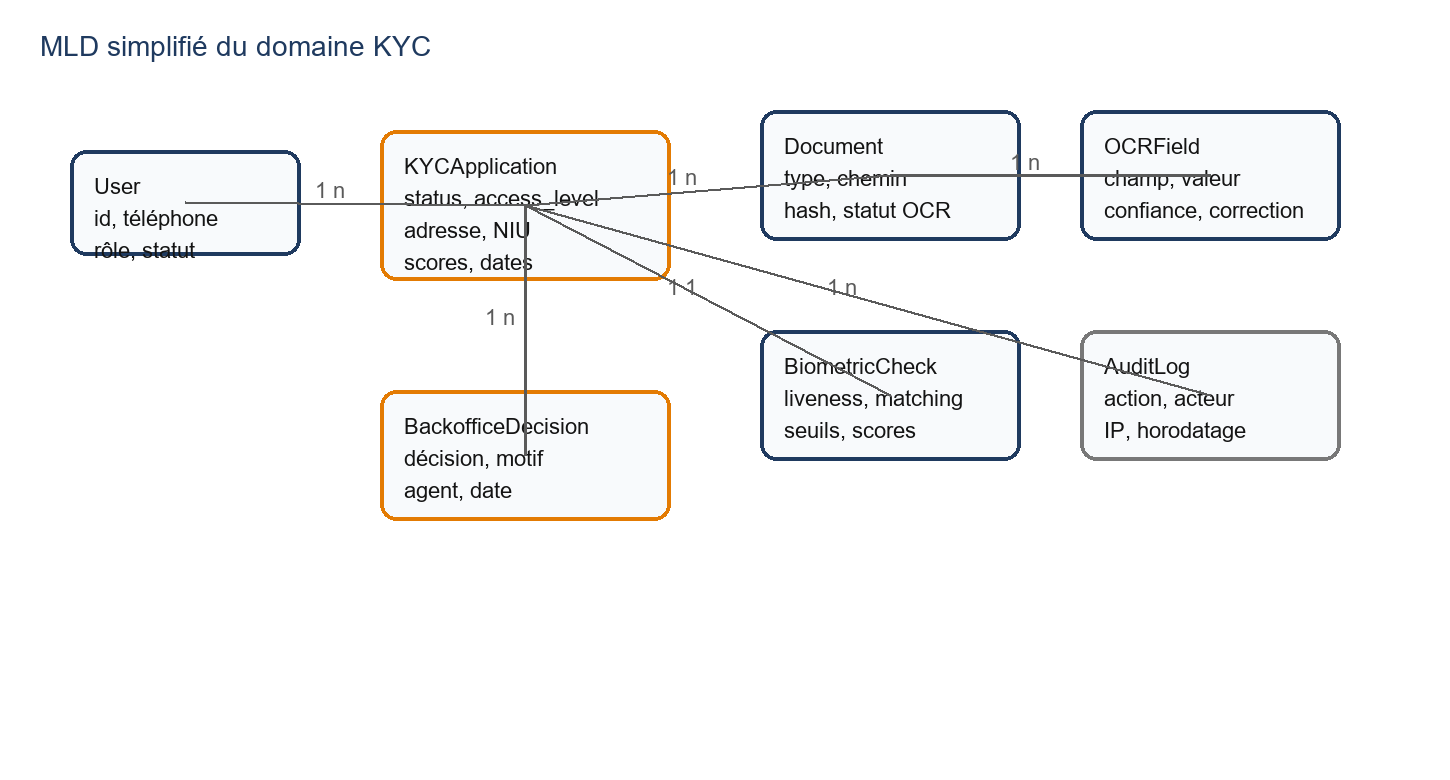 MLD simplifié du domaine KYC
User
id, téléphone
rôle, statut
1 n
KYCApplication
status, access_level
adresse, NIU
scores, dates
1 n
Document
type, chemin
hash, statut OCR
1 n
OCRField
champ, valeur
confiance, correction
1 1
1 n
1 n
BackofficeDecision
décision, motif
agent, date
BiometricCheck
liveness, matching
seuils, scores
AuditLog
action, acteur
IP, horodatage